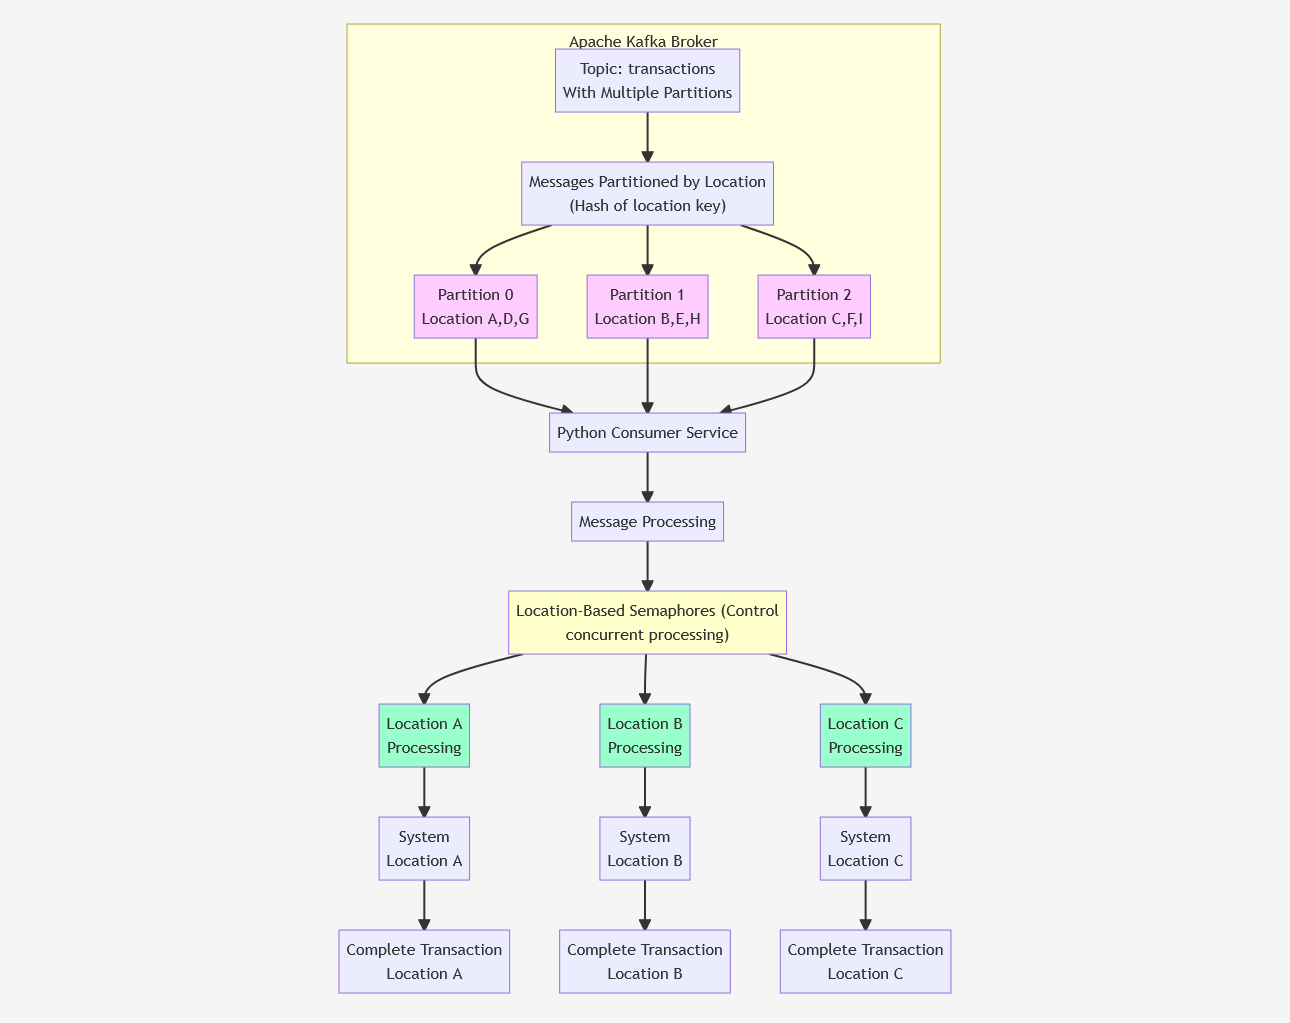 Apache Kafka Broker
Topic: transactions
With Multiple Partitions
Messages Partitioned by Location
(Hash of location key)
Partition 0
Location A,D,G
Partition 1
Location B,E,H
Partition 2
Location C,F,I
Python Consumer Service
Message Processing
Location-Based Semaphores (Control
concurrent processing)
Location A
Processing
Location B
Processing
Location C
Processing
System
Location A
System
Location B
System
Location C
Complete Transaction
Location A
Complete Transaction
Location B
Complete Transaction
Location C